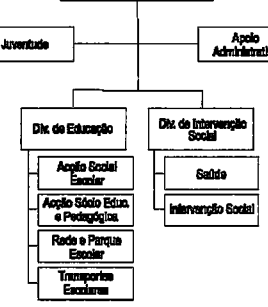 Juventude
Apoio
Administrati
Div. de Educação
Div. de Intervenção
Social
Acção Social
Escolar
Saúde
Acção Sócio Educ.
e Pedagógica
Intervenção Social
Rede e Parque
Escolar
Transportes
Escolares